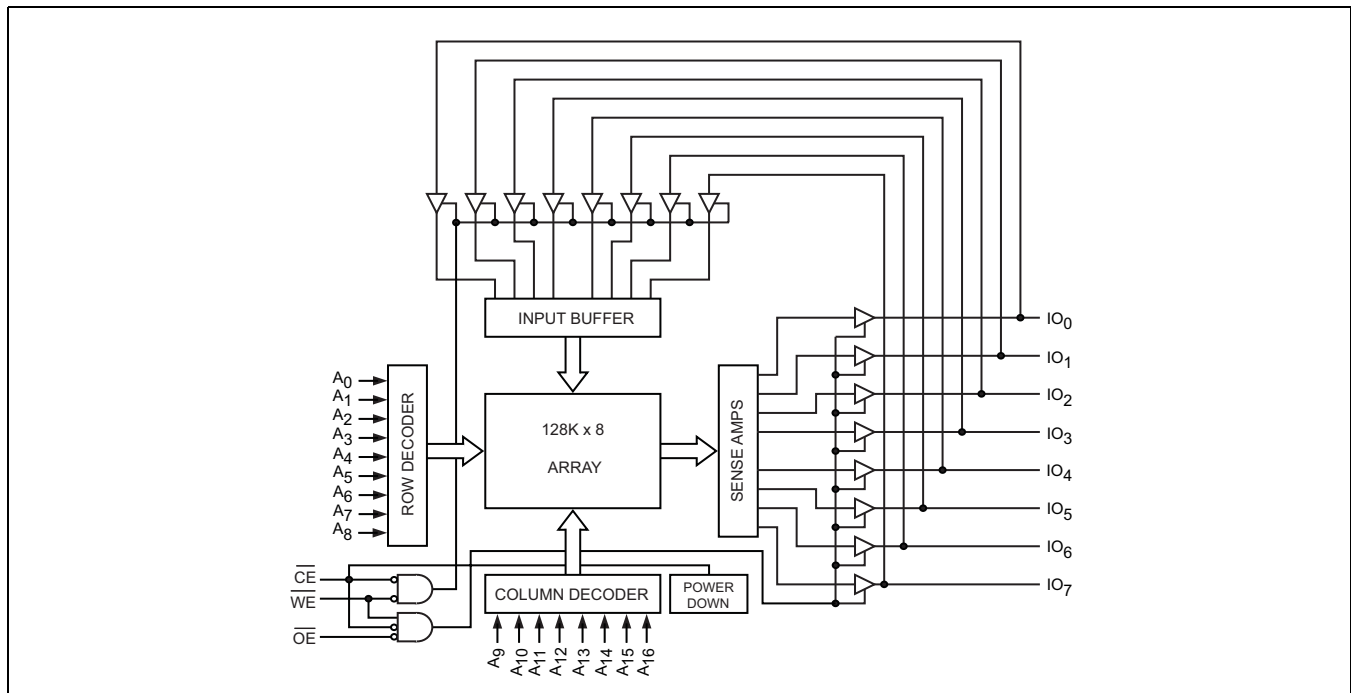 INPUT BUFFER
A0
A1
A2
A3
A4
A5
A6
A7
A8
ROW DECODER
128K x 8
ARRAY
SENSE AMPS
IO0
IO1
IO2
IO3
IO4
IO5
IO6
IO7
CE
WE
OE
COLUMN DECODER
POWER
DOWN
A9
A10
A11
A12
A13
A14
A15
A16